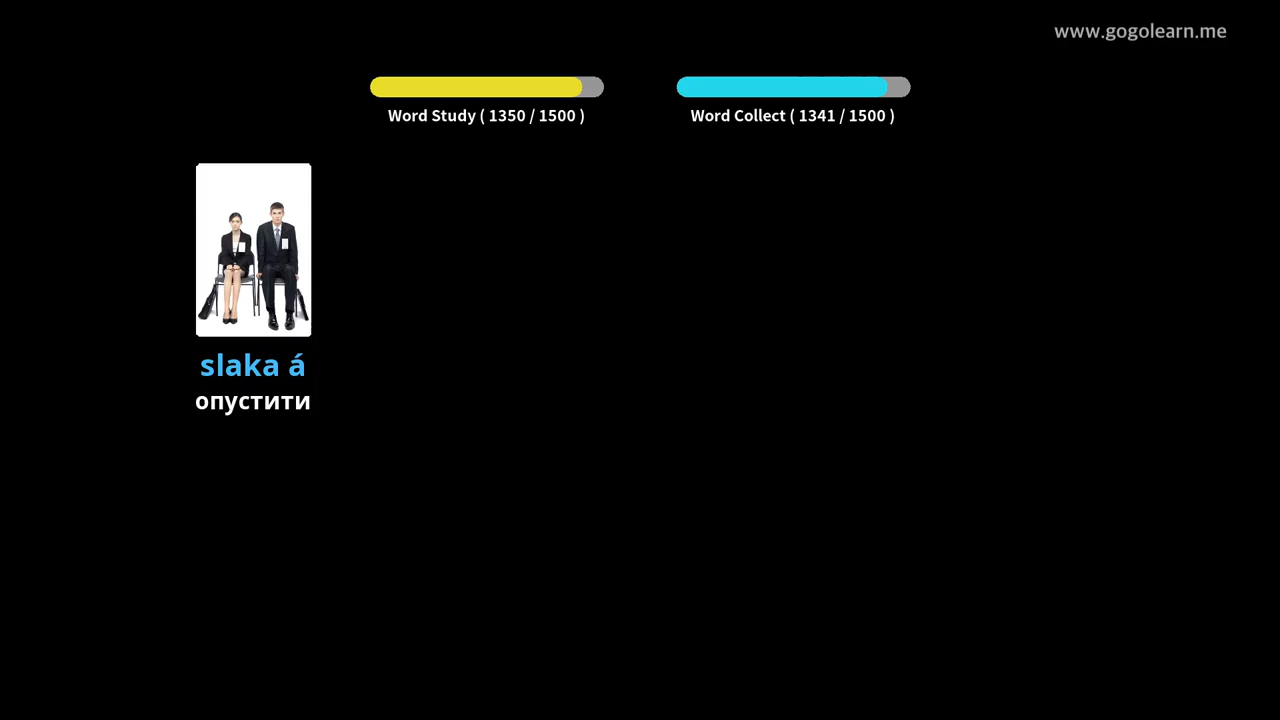 www.gogolearn.me
Word Study ( 1350 / 1500 )
Word Collect ( 1341 / 1500 )
slaka á
опустити